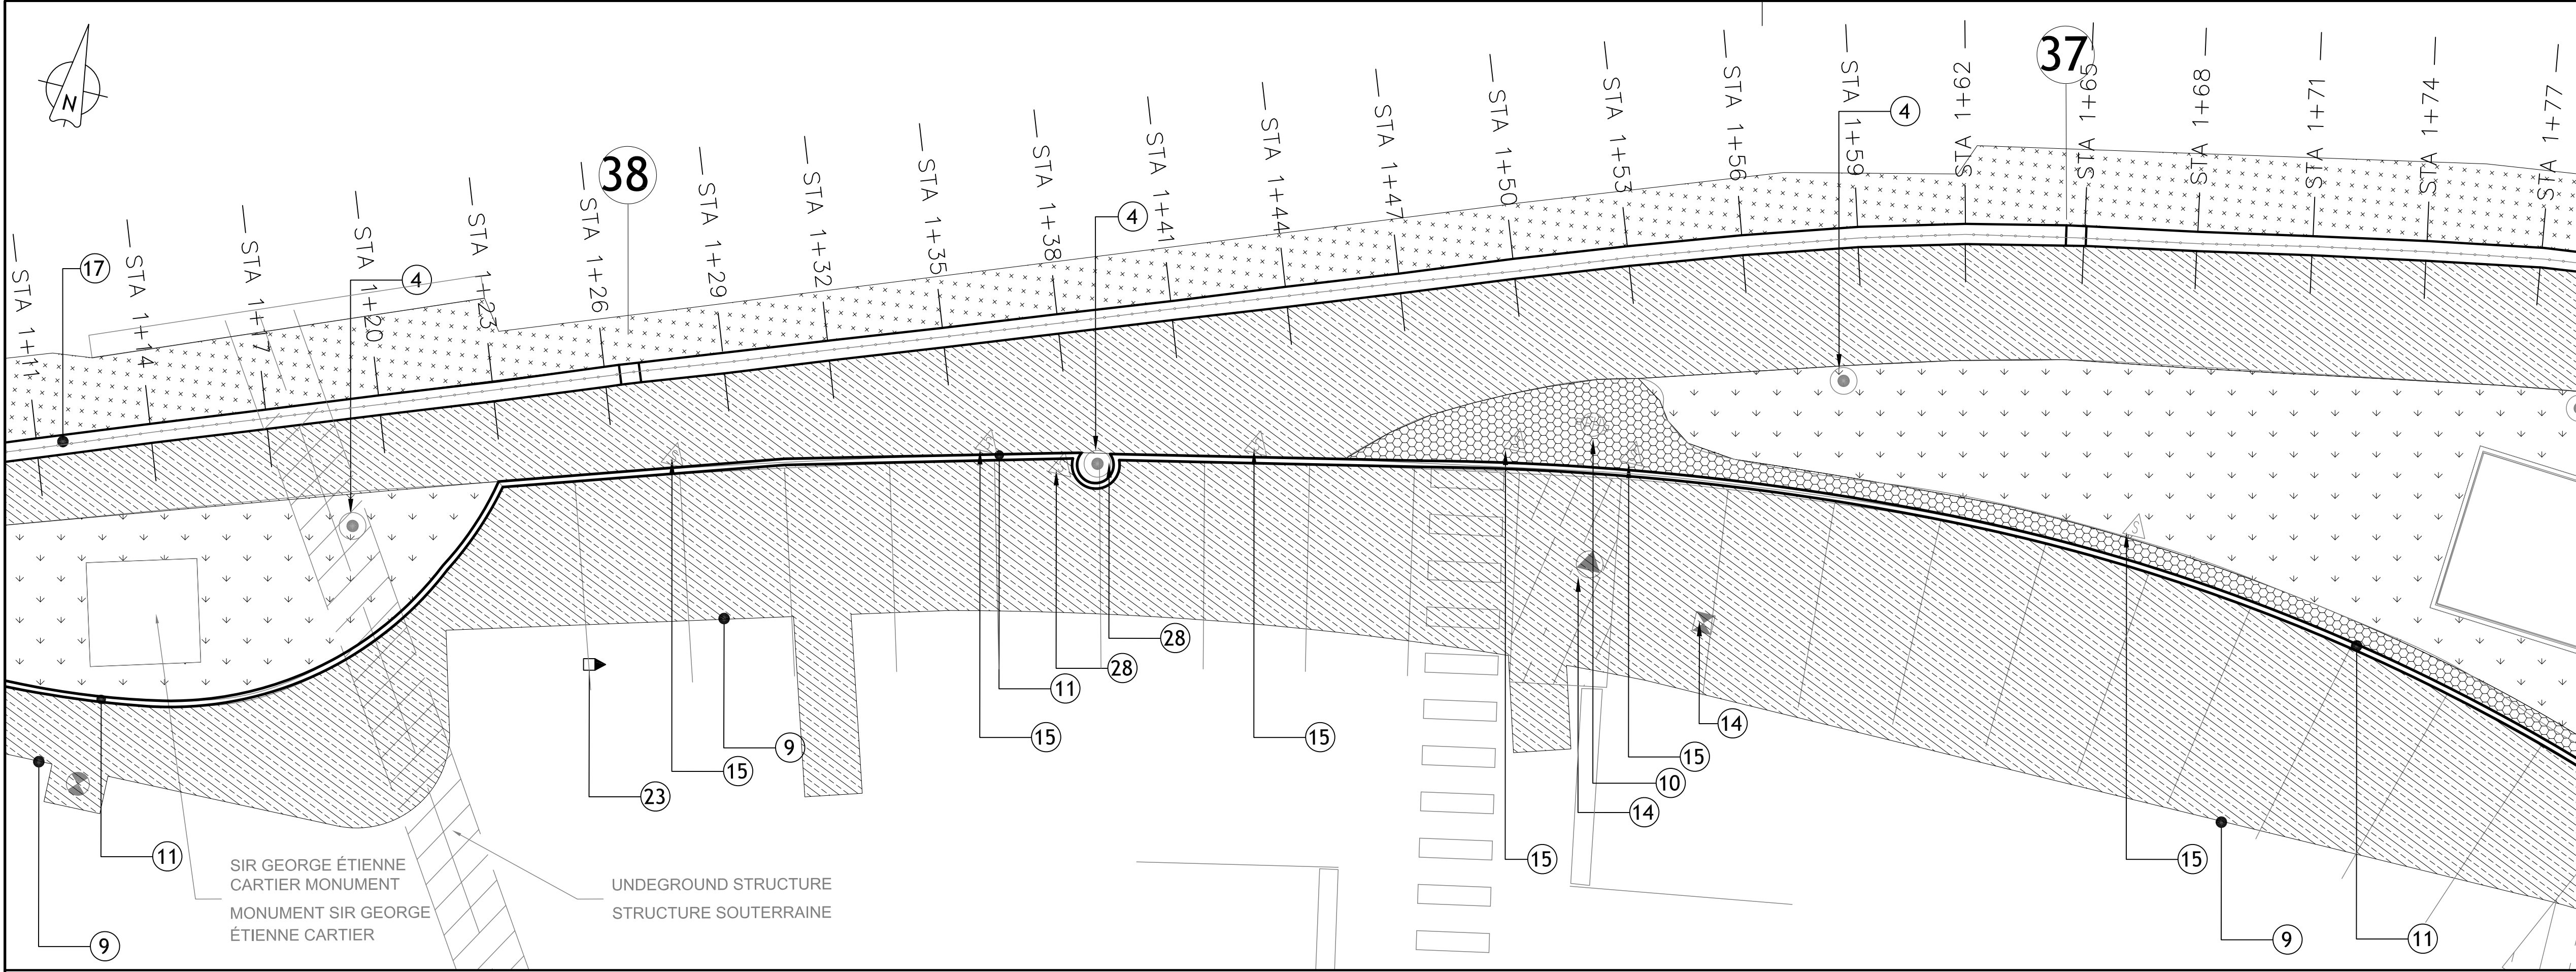 N
STA 1+11
STA 1+14
STA 1+17
STA 1+20
STA 1+23
STA 1+26
STA 1+29
STA 1+32
STA 1+35
STA 1+38
STA 1+41
STA 1+44
STA 1+47
STA 1+50
STA 1+53
STA 1+56
STA 1+59
STA 1+62
STA 1+65
STA 1+68
STA 1+71
STA 1+74
STA 1+77
38
37
17
4
4
4
28
28
11
15
15
9
15
23
14
15
10
14
15
15
11
9
11
9
SIR GEORGE ÉTIENNE
CARTIER MONUMENT
MONUMENT SIR GEORGE
ÉTIENNE CARTIER
UNDEGROUND STRUCTURE
STRUCTURE SOUTERRAINE